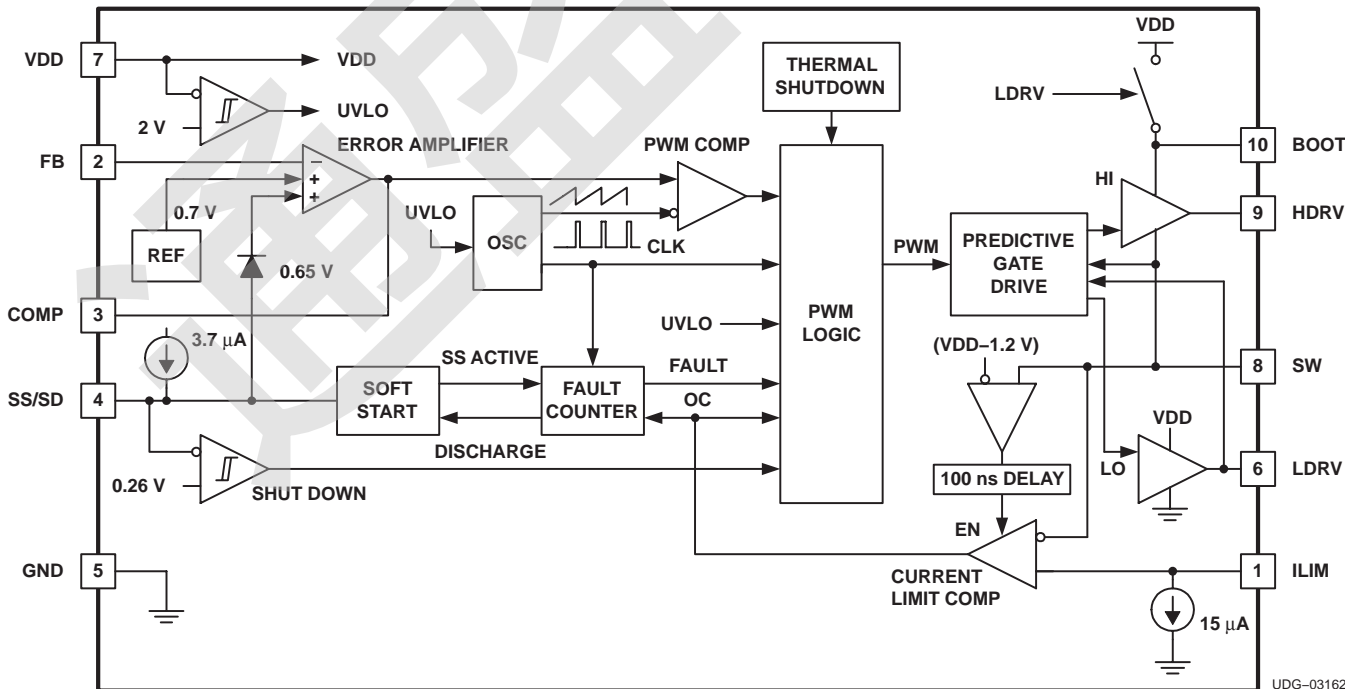 VDD
7
VDD
2 V
UVLO
FB
2
ERROR AMPLIFIER
−
+
+
0.7 V
REF
0.65 V
COMP
3
3.7 µA
SS/SD
4
0.26 V
SHUT DOWN
GND
5
UVLO
OSC
CLK
PWM COMP
THERMAL
SHUTDOWN
SOFT
START
SS ACTIVE
DISCHARGE
FAULT
COUNTER
FAULT
OC
UVLO
PWM
LOGIC
PWM
PREDICTIVE
GATE
DRIVE
VDD
LDRV
HI
10
BOOT
9
HDRV
(VDD−1.2 V)
8
SW
VDD
LO
6
LDRV
100 ns DELAY
EN
CURRENT
LIMIT COMP
1
ILIM
15 µA
UDG−03162